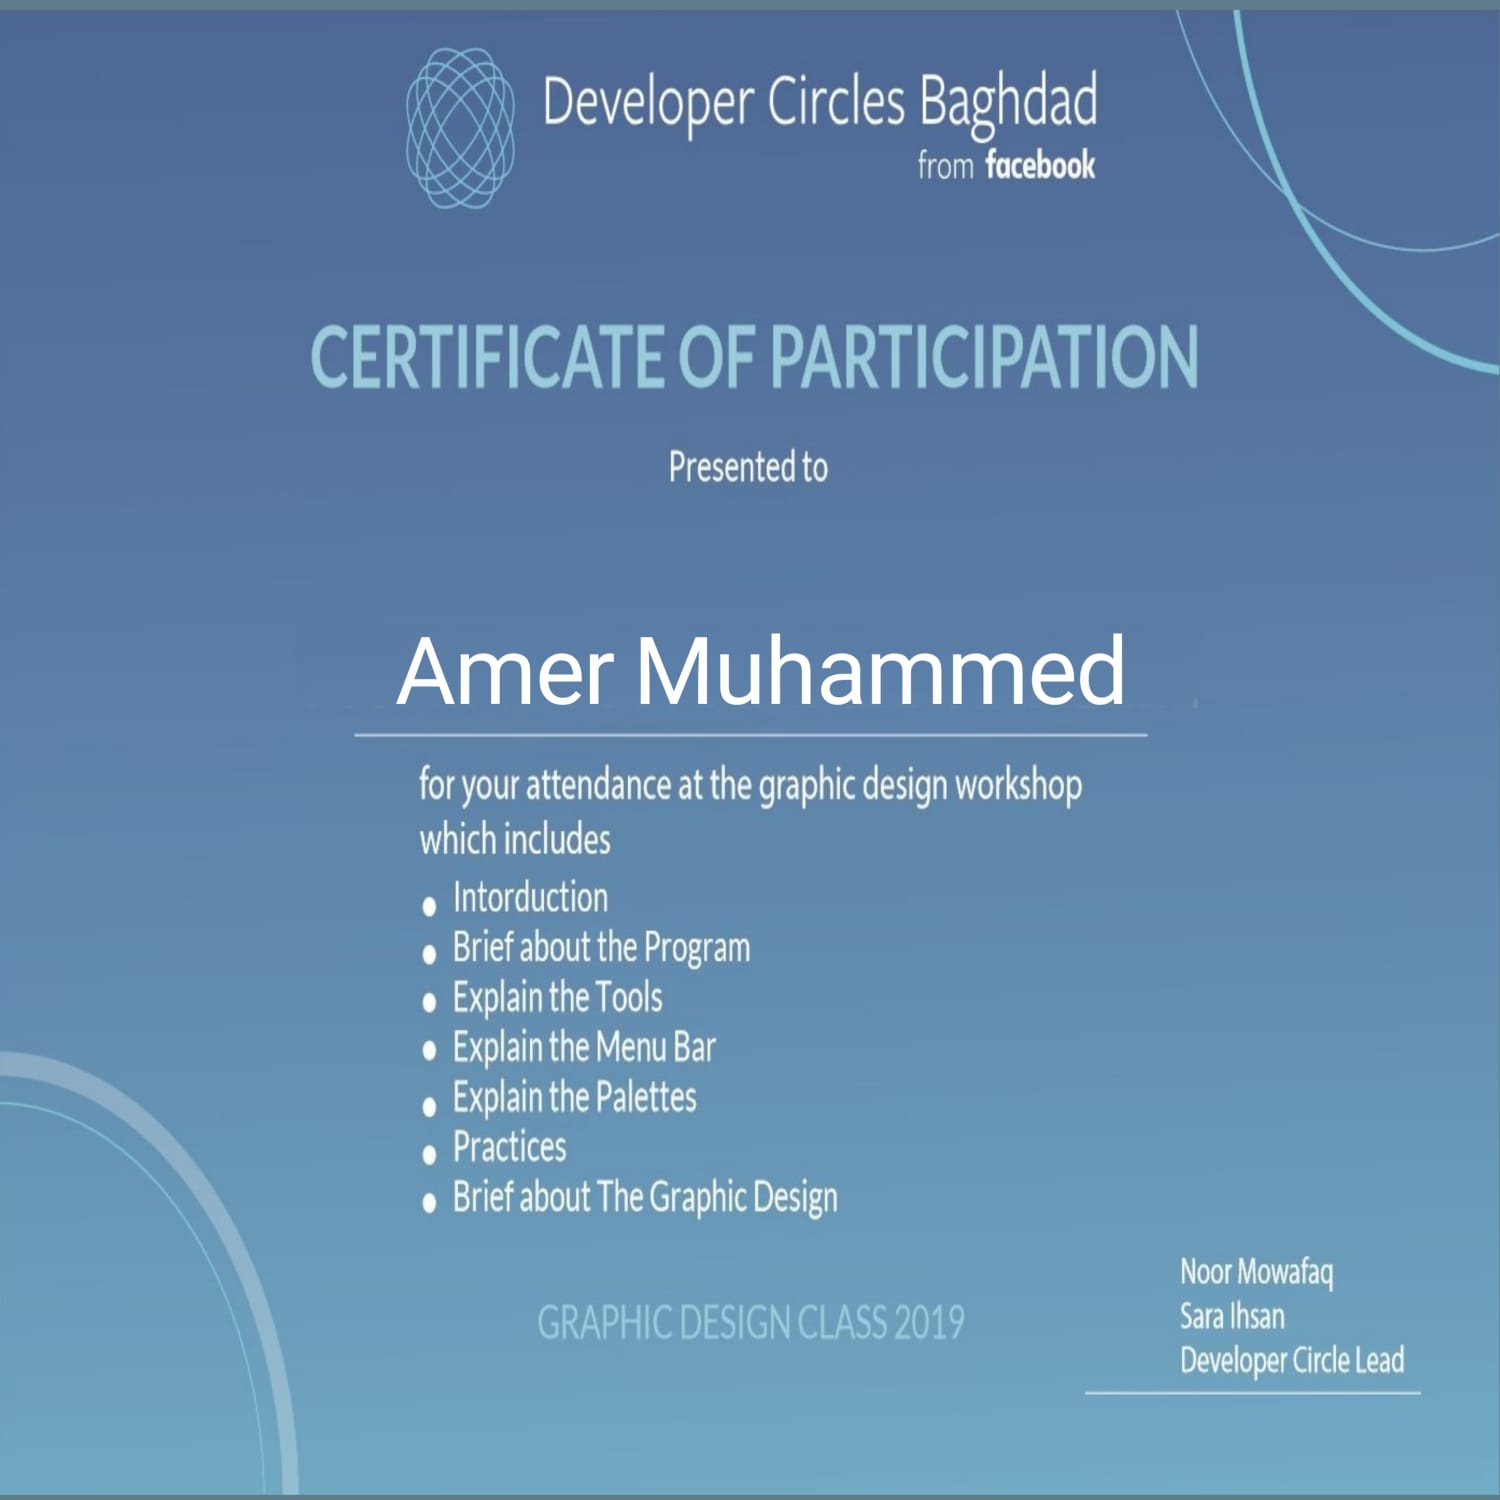 Developer Circles Baghdad
from facebook
CERTIFICATE OF PARTICIPATION
Presented to
Amer Muhammed
for your attendance at the graphic design workshop
which includes
• Intorduction
• Brief about the Program
• Explain the Tools
• Explain the Menu Bar
• Explain the Palettes
• Practices
• Brief about The Graphic Design
GRAPHIC DESIGN CLASS 2019
Noor Mowafaq
Sara Ihsan
Developer Circle Lead